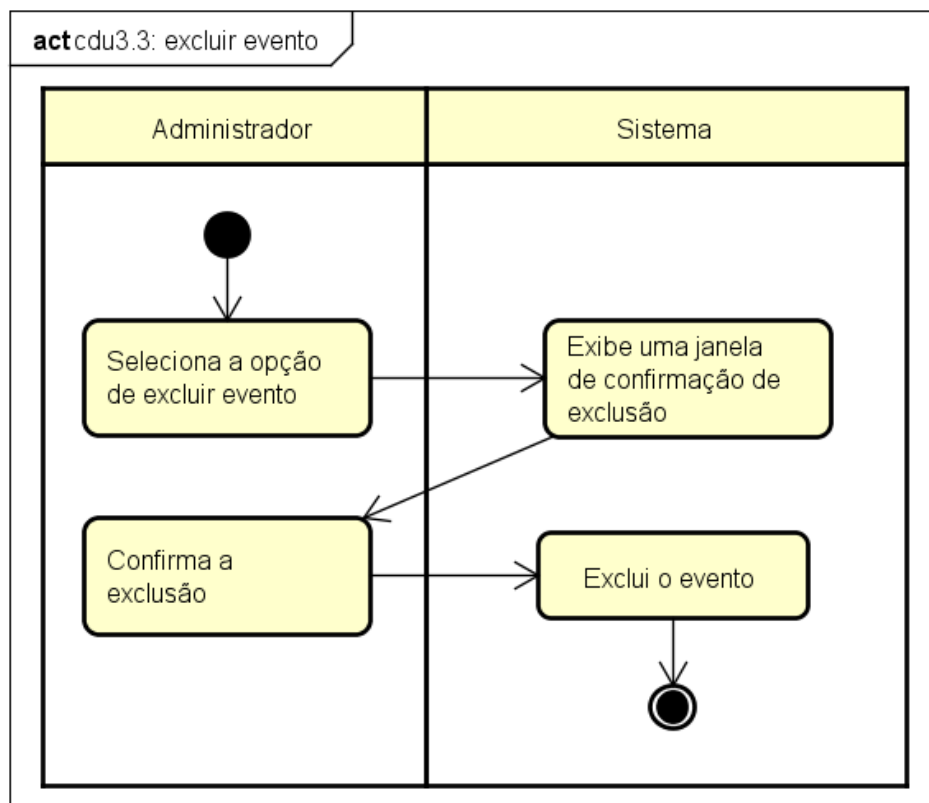 act cdu3.3: excluir evento
Administrador
Sistema
Seleciona a opção
de excluir evento
Exibe uma janela
de confirmação de
exclusão
Confirma a
exclusão
Exclui o evento